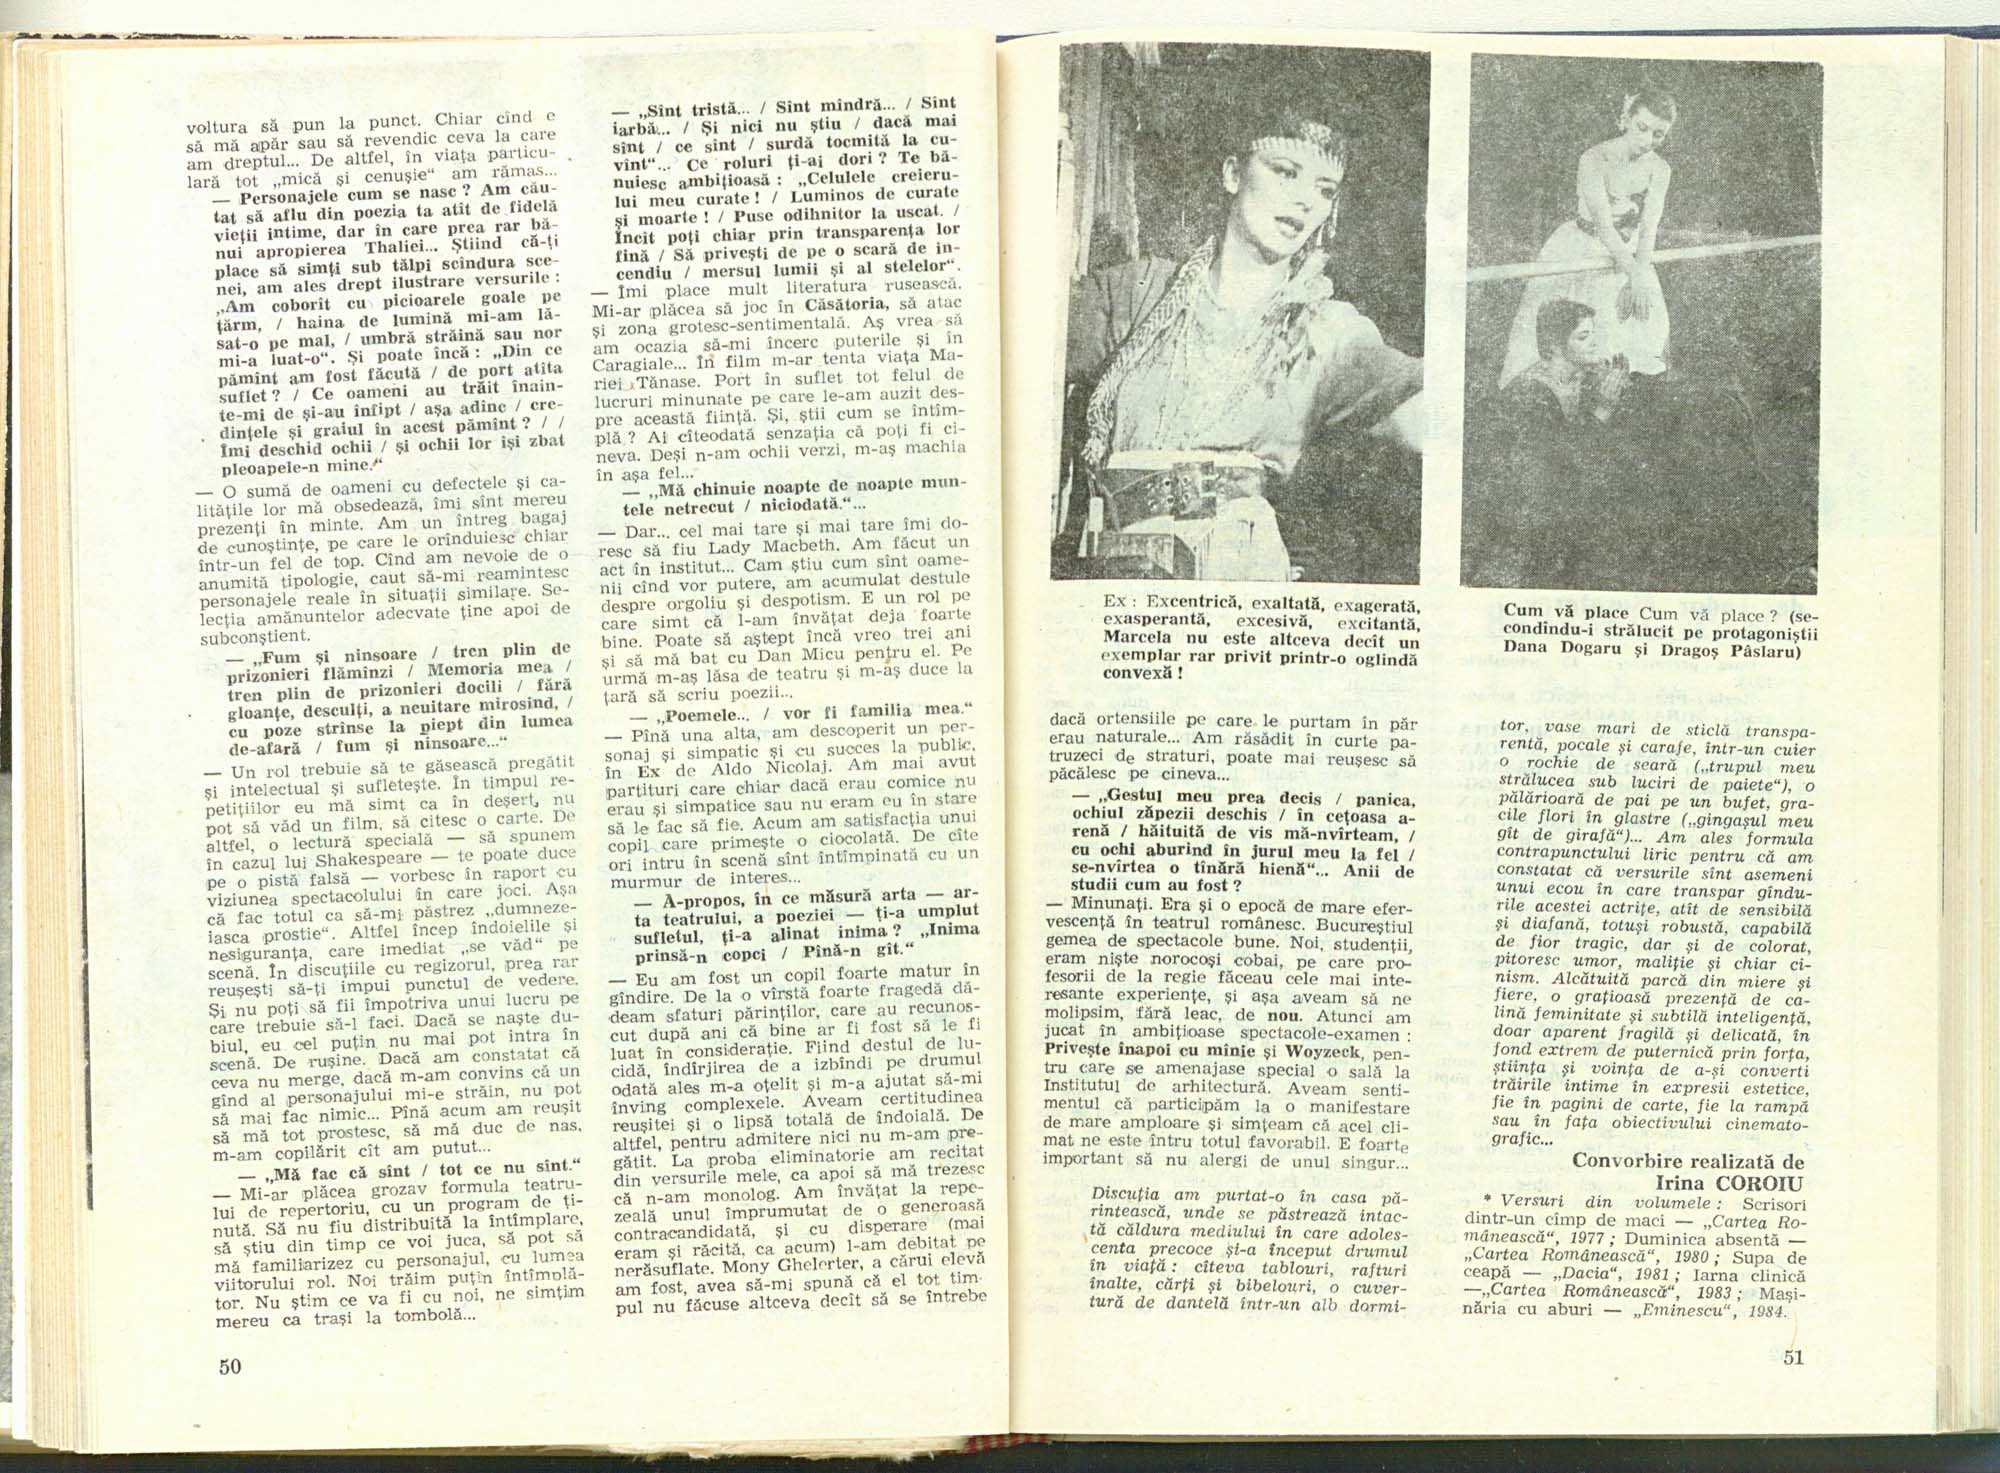 voltura să pun la punct. Chiar cînd e
să mă apăr sau să revendic ceva la care
am dreptul... De altfel, în viața particu-
lară tot „mică și cenușie“ am rămas...
— Personajele cum se nasc ? Am cău-
tat să aflu din poezia ta atît de fidelă
vieții intime, dar în care prea rar bă-
nui apropierea Thaliei... Știind că-ți
place să simți sub tălpi scîndura sce-
nei, am ales drept ilustrare versurile :
„Am coborît cu picioarele goale pe
țărm, / haina de lumină mi-am lă-
sat-o pe mal, / umbră străină sau nor
mi-a luat-o“. Și poate încă : „Din ce
pămînt am fost făcută / de port atîta
suflet ? / Ce oameni au trăit înain-
te-mi de și-au înfipt / așa adînc / cre-
dințele și graiul în acest pămînt ? / /
Îmi deschid ochii / și ochii lor își zbat
pleoapele-n mine.“
— O sumă de oameni cu defectele și ca-
litățile lor mă obsedează, îmi sînt mereu
prezenți în minte. Am un întreg bagaj
de cunoștințe, pe care le orînduiesc chiar
într-un fel de top. Cînd am nevoie de o
anumită tipologie, caut să-mi reamintesc
personajele reale în situații similare. Se-
lecția amănuntelor adecvate ține apoi de
subconștient.
— „Fum și ninsoare / tren plin de
prizonieri flămînzi / Memoria mea /
tren plin de prizonieri docili / fără
gloanțe, desculți, a neuitare mirosind, /
cu poze strînse la piept din lumea
de-afară / fum și ninsoare...“
— Un rol trebuie să te găsească pregătit
și intelectual și sufletește. În timpul re-
petițiilor eu mă simt ca în deșert, nu
pot să văd un film, să citesc o carte. De
altfel, o lectură specială — să spunem
în cazul lui Shakespeare — te poate duce
pe o pistă falsă — vorbesc în raport cu
viziunea spectacolului în care joci. Așa
că fac totul ca să-mi păstrez „dumneze-
iasca prostie“. Altfel încep îndoielile și
nesiguranța, care imediat „se văd“ pe
scenă. În discuțiile cu regizorul, prea rar
reușești să-ți impui punctul de vedere.
Și nu poți să fii împotriva unui lucru pe
care trebuie să-l faci. Dacă se naște du-
biul, eu cel puțin nu mai pot intra în
scenă. De rușine. Dacă am constatat că
ceva nu merge, dacă m-am convins că un
gînd al personajului mi-e străin, nu pot
să mai fac nimic... Pînă acum am reușit
să mă tot prostesc, să mă duc de nas,
m-am copilărit cît am putut...
— „Mă fac că sînt / tot ce nu sînt.“
— Mi-ar plăcea grozav formula teatru-
lui de repertoriu, cu un program de ți-
nută. Să nu fiu distribuită la întîmplare,
să știu din timp ce voi juca, să pot să
mă familiarizez cu personajul, cu lumea
viitorului rol. Noi trăim puțin întîmplă-
tor. Nu știm ce va fi cu noi, ne simțim
mereu ca trași la tombolă...
50
— „Sînt tristă... / Sînt mîndră... / Sînt
iarbă... / Și nici nu știu / dacă mai
sînt / ce sînt / surdă tocmită la cu-
vînt“... Ce roluri ți-ai dori ? Te bă-
nuiesc ambițioasă : „Celulele creieru-
lui meu curate ! / Luminos de curate
și moarte ! / Puse odihnitor la uscat. /
Încît poți chiar prin transparența lor
fină / Să privești de pe o scară de in-
cendiu / mersul lumii și al stelelor“.
— Îmi place mult literatura rusească.
Mi-ar plăcea să joc în Căsătoria, să atac
și zona grotesc-sentimentală. Aș vrea să
am ocazia să-mi încerc puterile și în
Caragiale... În film m-ar tenta viața Ma-
riei Tănase. Port în suflet tot felul de
lucruri minunate pe care le-am auzit des-
pre această ființă. Și, știi cum se întîm-
plă ? Ai cîteodată senzația că poți fi ci-
neva. Deși n-am ochii verzi, m-aș machia
în așa fel...
— „Mă chinuie noapte de noapte mun-
tele netrecut / niciodată.“...
— Dar... cel mai tare și mai tare îmi do-
resc să fiu Lady Macbeth. Am făcut un
act în institut... Cam știu cum sînt oame-
nii cînd vor putere, am acumulat destule
despre orgoliu și despotism. E un rol pe
care simt că l-am învățat deja foarte
bine. Poate să aștept încă vreo trei ani
și să mă bat cu Dan Micu pentru el. Pe
urmă m-aș lăsa de teatru și m-aș duce la
țară să scriu poezii...
— „Poemele... / vor fi familia mea.“
— Pînă una alta, am descoperit un per-
sonaj și simpatic și cu succes la public,
în Ex de Aldo Nicolaj. Am mai avut
partituri care chiar dacă erau comice nu
erau și simpatice sau nu eram eu în stare
să le fac să fie. Acum am satisfacția unui
copil care primește o ciocolată. De cîte
ori intru în scenă sînt întîmpinată cu un
murmur de interes...
— A-propos, în ce măsură arta — ar-
ta teatrului, a poeziei — ți-a umplut
sufletul, ți-a alinat inima ? „Inima
prinsă-n copci / Pînă-n gît.“
— Eu am fost un copil foarte matur în
gîndire. De la o vîrstă foarte fragedă dă-
deam sfaturi părinților, care au recunos-
cut după ani că bine ar fi fost să le fi
luat în considerație. Fiind destul de lu-
cidă, îndîrjirea de a izbîndi pe drumul
odată ales m-a oțelit și m-a ajutat să-mi
înving complexele. Aveam certitudinea
reușitei și o lipsă totală de îndoială. De
altfel, pentru admitere nici nu m-am pre-
gătit. La proba eliminatorie am recitat
din versurile mele, ca apoi să mă trezesc
că n-am monolog. Am învățat la repe-
zeală unul împrumutat de o generoasă
contracandidată, și cu disperare (mai
eram și răcită, ca acum) l-am debitat pe
nerăsuflate. Mony Ghelerter, a cărui elevă
am fost, avea să-mi spună că el tot tim-
pul nu făcuse altceva decît să se întrebe
Ex : Excentrică, exaltată, exagerată,
exasperantă, excesivă, excitantă,
Marcela nu este altceva decît un
exemplar rar privit printr-o oglindă
convexă !
Cum vă place Cum vă place ? (se-
condîndu-i strălucit pe protagoniștii
Dana Dogaru și Dragoș Pâslaru)
dacă ortensiile pe care le purtam în păr
erau naturale... Am răsădit în curte pa-
truzeci de straturi, poate mai reușesc să
păcălesc pe cineva...
— „Gestul meu prea decis / panica,
ochiul zăpezii deschis / în cețoasa a-
renă / hăituită de vis mă-nvîrteam, /
cu ochi aburind în jurul meu la fel /
se-nvîrtea o tînără hienă“... Anii de
studii cum au fost ?
— Minunați. Era și o epocă de mare efer-
vescență în teatrul românesc. Bucureștiul
gemea de spectacole bune. Noi, studenții,
eram niște norocoși cobai, pe care pro-
fesorii de la regie făceau cele mai inte-
resante experiențe, și așa aveam să ne
molipsim, fără leac, de nou. Atunci am
jucat în ambițioase spectacole-examen :
Privește înapoi cu mînie și Woyzeck, pen-
tru care se amenajase special o sală la
Institutul de arhitectură. Aveam senti-
mentul că participăm la o manifestare
de mare amploare și simțeam că acel cli-
mat ne este întru totul favorabil. E foarte
important să nu alergi de unul singur...
Discuția am purtat-o în casa pă-
rintească, unde se păstrează intac-
tă căldura mediului în care adoles-
centa precoce și-a început drumul
în viață : cîteva tablouri, rafturi
înalte, cărți și bibelouri, o cuver-
tură de dantelă într-un alb dormi-
tor, vase mari de sticlă transpa-
rentă, pocale și carafe, într-un cuier
o rochie de seară („trupul meu
strălucea sub luciri de paiete“), o
pălărioară de pai pe un bufet, gra-
cile flori în glastre („gingașul meu
gît de girafă“)... Am ales formula
contrapunctului liric pentru că am
constatat că versurile sînt asemeni
unui ecou în care transpar gîndu-
rile acestei actrițe, atît de sensibilă
și diafană, totuși robustă, capabilă
de fior tragic, dar și de colorat,
pitoresc umor, maliție și chiar ci-
nism. Alcătuită parcă din miere și
fiere, o grațioasă prezență de ca-
lină feminitate și subtilă inteligență,
doar aparent fragilă și delicată, în
fond extrem de puternică prin forța,
știința și voința de a-și converti
trăirile intime în expresii estetice,
fie în pagini de carte, fie la rampă
sau în fața obiectivului cinemato-
grafic...
Convorbire realizată de
Irina COROIU
* Versuri din volumele : Scrisori
dintr-un cîmp de maci — „Cartea Ro-
mânească“, 1977 ; Duminica absentă —
„Cartea Românească“, 1980 ; Supa de
ceapă — „Dacia“, 1981 ; Iarna clinică
—„Cartea Românească“, 1983 ; Mași-
năria cu aburi — „Eminescu“, 1984.
51